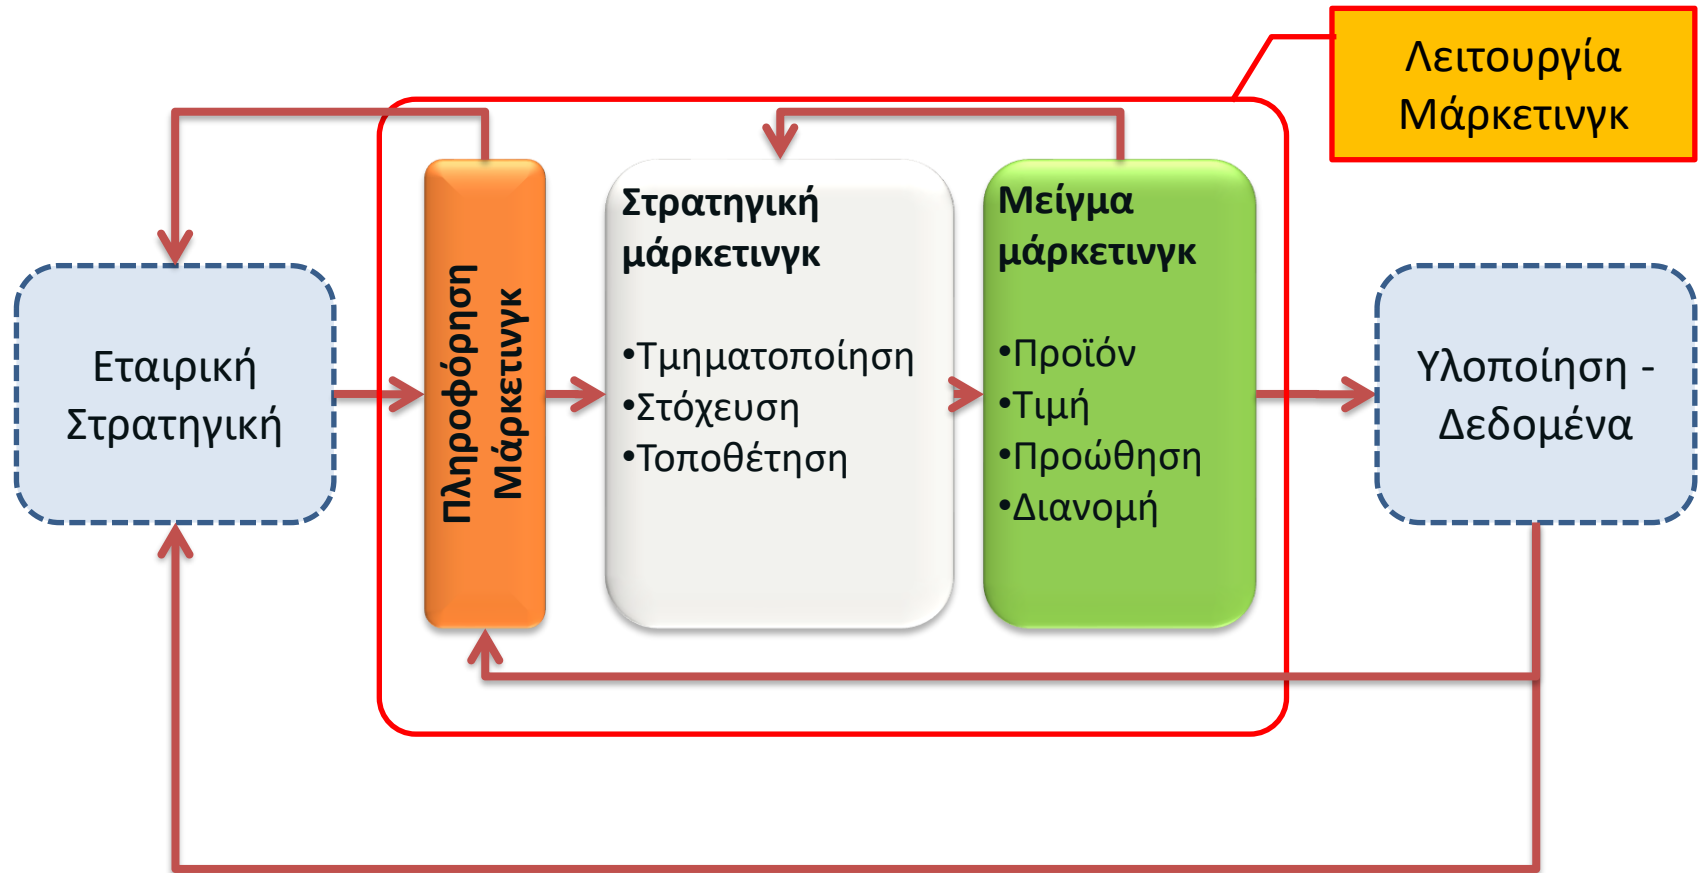 Λειτουργία
Μάρκετινγκ
Εταιρική
Στρατηγική
Πληροφόρηση
Μάρκετινγκ
Στρατηγική
μάρκετινγκ
•Τμηματοποίηση
•Στόχευση
•Τοποθέτηση
Μείγμα
μάρκετινγκ
•Προϊόν
•Τιμή
•Προώθηση
•Διανομή
Υλοποίηση -
Δεδομένα